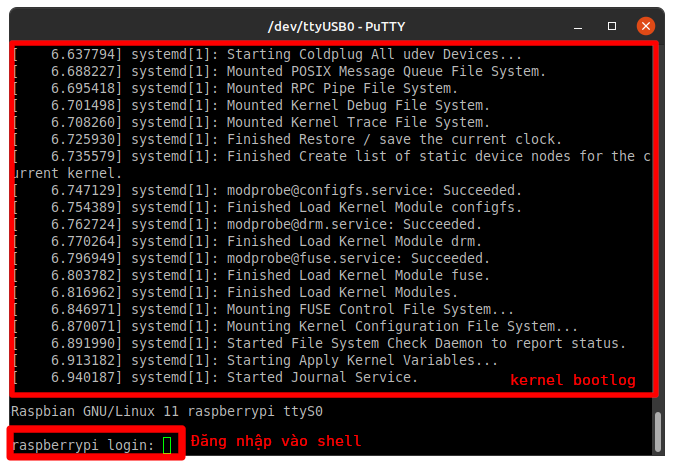 /dev/ttyUSB0 - PuTTY
[    6.637794] systemd[1]: Starting Coldplug All udev Devices...
[    6.688227] systemd[1]: Mounted POSIX Message Queue File System.
[    6.695418] systemd[1]: Mounted RPC Pipe File System.
[    6.701498] systemd[1]: Mounted Kernel Debug File System.
[    6.708260] systemd[1]: Mounted Kernel Trace File System.
[    6.725930] systemd[1]: Finished Restore / save the current clock.
[    6.735579] systemd[1]: Finished Create list of static device nodes for the c
urrent kernel.
[    6.747129] systemd[1]: modprobe@configfs.service: Succeeded.
[    6.754389] systemd[1]: Finished Load Kernel Module configfs.
[    6.762724] systemd[1]: modprobe@drm.service: Succeeded.
[    6.770264] systemd[1]: Finished Load Kernel Module drm.
[    6.796949] systemd[1]: modprobe@fuse.service: Succeeded.
[    6.803782] systemd[1]: Finished Load Kernel Module fuse.
[    6.816962] systemd[1]: Finished Load Kernel Modules.
[    6.846971] systemd[1]: Mounting FUSE Control File System...
[    6.870071] systemd[1]: Mounting Kernel Configuration File System...
[    6.891990] systemd[1]: Started File System Check Daemon to report status.
[    6.913182] systemd[1]: Starting Apply Kernel Variables...
[    6.940187] systemd[1]: Started Journal Service.
kernel bootlog
Raspbian GNU/Linux 11 raspberrypi ttyS0
raspberrypi login:
Đăng nhập vào shell